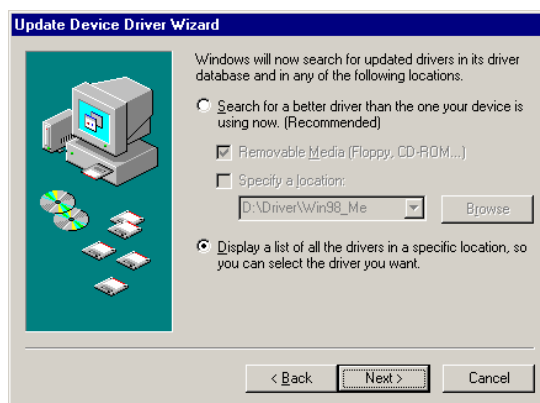 Update Device Driver Wizard
Windows will now search for updated drivers in its driver
database and in any of the following locations.
Search for a better driver than the one your device is
using now. (Recommended)
Removable Media (Floppy, CD-ROM...)
Specify a location:
D:\Driver\Win98_Me
Browse
Display a list of all the drivers in a specific location, so
you can select the driver you want.
< Back
Next >
Cancel